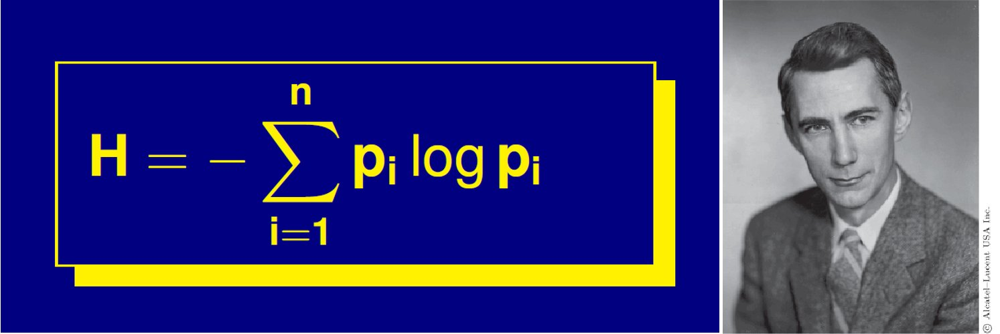 n
H = − ∑ pᵢ log pᵢ
i=1
© Alcatel–Lucent USA Inc.